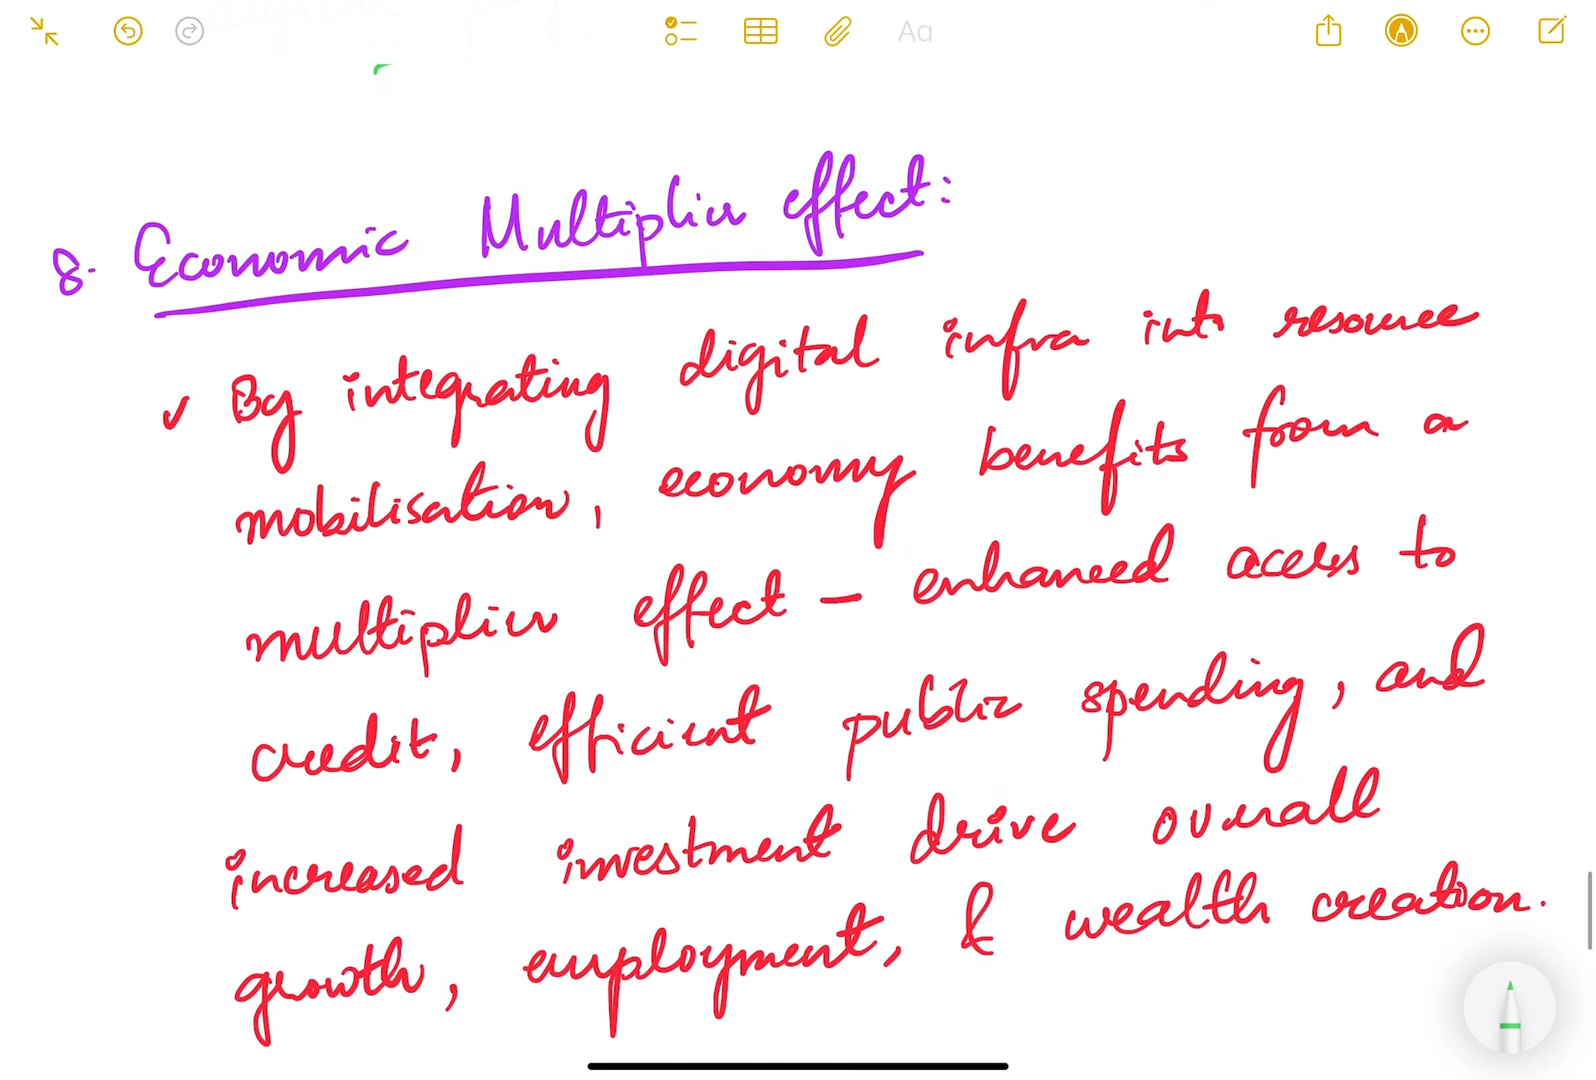 Aa
8. Economic Multiplier effect:
✓ By integrating digital infra into resource
mobilisation, economy benefits from a
multiplier effect – enhanced access to
credit, efficient public spending, and
increased investment drive overall
growth, employment, & wealth creation.